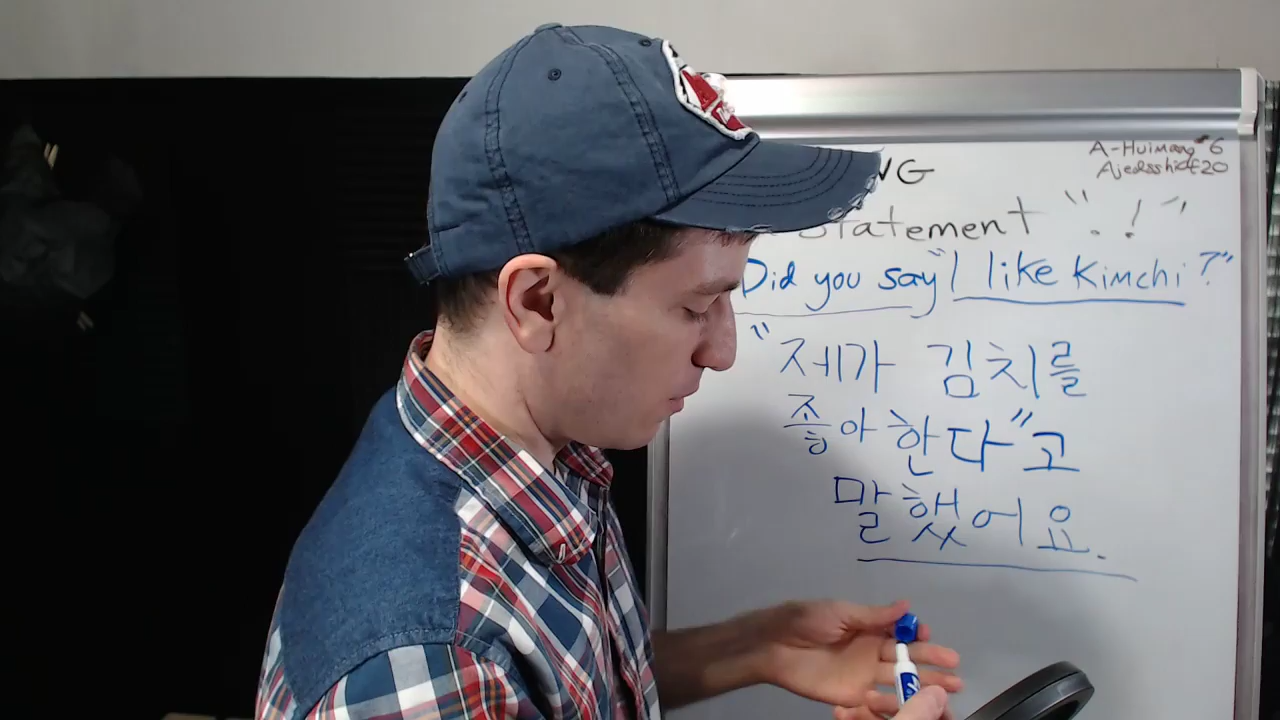 A-Huimang #6
Ajedsshi#20
NG
Statement " . ! "
Did you say "I like Kimchi ?"
"제가 김치를
좋아한다"고
말했어요.